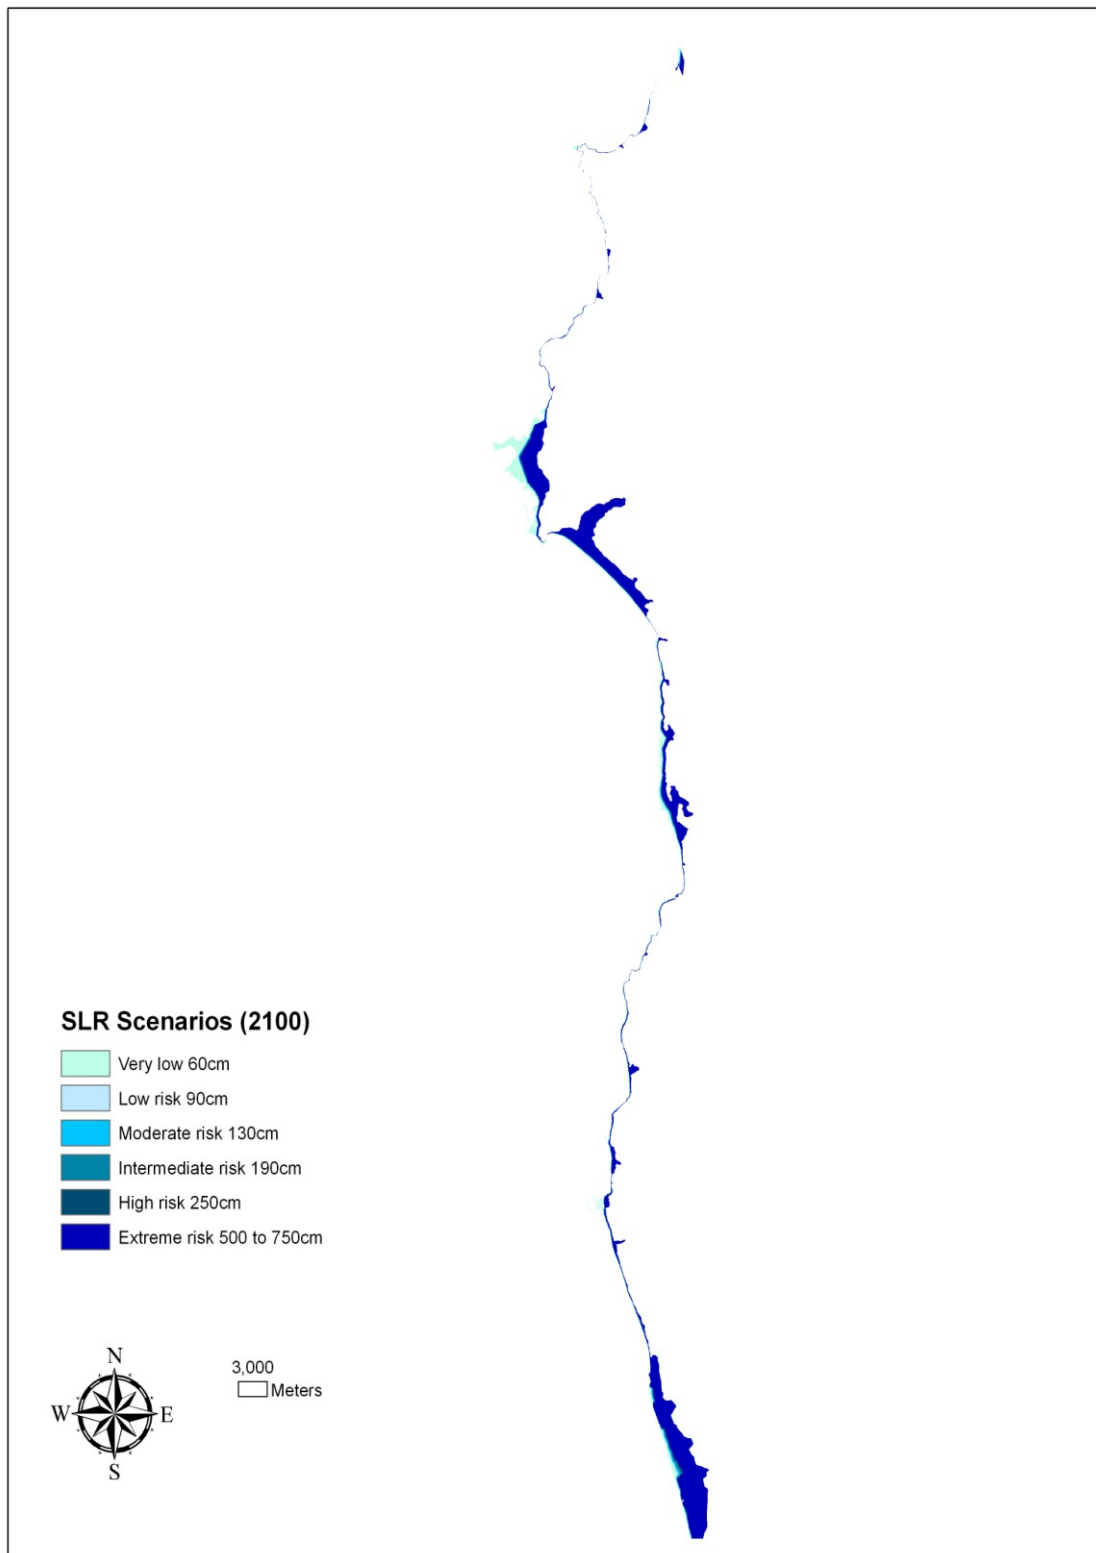 SLR Scenarios (2100)
Very low 60cm
Low risk 90cm
Moderate risk 130cm
Intermediate risk 190cm
High risk 250cm
Extreme risk 500 to 750cm
N
W E
S
3,000
Meters